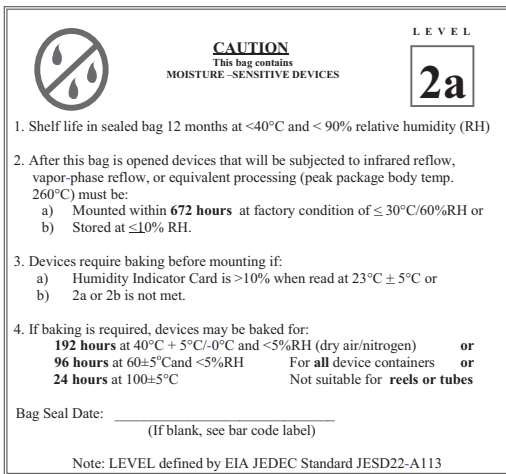 L E V E L
CAUTION
This bag contains
MOISTURE –SENSITIVE DEVICES
2a
1. Shelf life in sealed bag 12 months at <40°C and < 90% relative humidity (RH)
2. After this bag is opened devices that will be subjected to infrared reflow,
vapor-phase reflow, or equivalent processing (peak package body temp.
260°C) must be:
a) Mounted within 672 hours at factory condition of ≤ 30°C/60%RH or
b) Stored at ≤10% RH.
3. Devices require baking before mounting if:
a) Humidity Indicator Card is >10% when read at 23°C ± 5°C or
b) 2a or 2b is not met.
4. If baking is required, devices may be baked for:
192 hours at 40°C + 5°C/-0°C and <5%RH (dry air/nitrogen) or
96 hours at 60±5°Cand <5%RH For all device containers or
24 hours at 100±5°C Not suitable for reels or tubes
Bag Seal Date: ______________________________
(If blank, see bar code label)
Note: LEVEL defined by EIA JEDEC Standard JESD22-A113